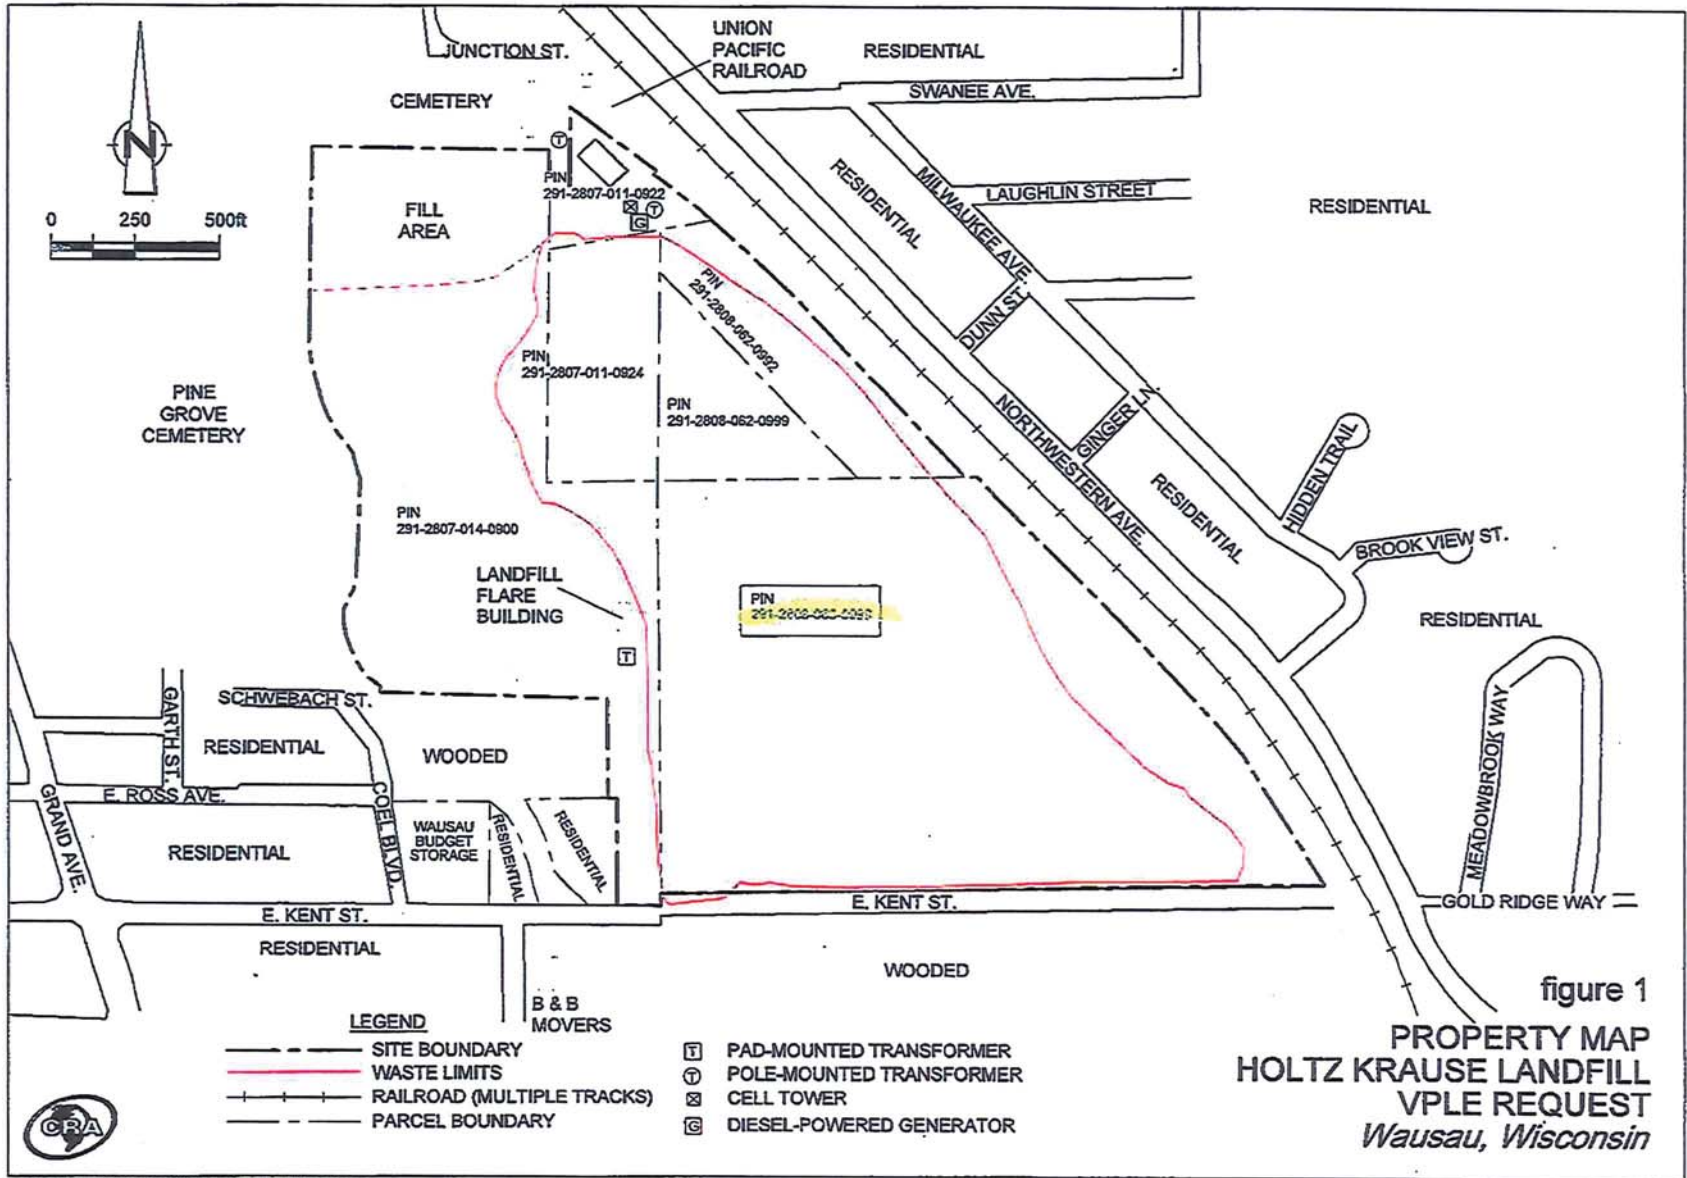 JUNCTION ST.
UNION
PACIFIC
RAILROAD
RESIDENTIAL
SWANEE AVE.
CEMETERY
N
0 250 500ft
FILL
AREA
T
PIN
291-2807-011-0922
T
G
RESIDENTIAL
MILWAUKEE AVE.
LAUGHLIN STREET
RESIDENTIAL
PIN
291-2808-062-0992
DUNN ST.
PIN
291-2807-011-0924
PIN
291-2808-062-0999
PINE
GROVE
CEMETERY
NORTHWESTERN AVE.
GINGER LN.
HIDDEN TRAIL
RESIDENTIAL
BROOK VIEW ST.
PIN
291-2807-014-0900
LANDFILL
FLARE
BUILDING
PIN
RESIDENTIAL
T
GARTH ST.
SCHWEBACH ST.
RESIDENTIAL
WOODED
MEADOWBROOK WAY
GRAND AVE.
E. ROSS AVE.
COEL BLVD.
RESIDENTIAL
WAUSAU
BUDGET
STORAGE
RESIDENTIAL
RESIDENTIAL
E. KENT ST.
E. KENT ST.
GOLD RIDGE WAY
RESIDENTIAL
WOODED
B & B
MOVERS
figure 1
PROPERTY MAP
HOLTZ KRAUSE LANDFILL
VPLE REQUEST
Wausau, Wisconsin
LEGEND
SITE BOUNDARY
WASTE LIMITS
RAILROAD (MULTIPLE TRACKS)
PARCEL BOUNDARY
T PAD-MOUNTED TRANSFORMER
T POLE-MOUNTED TRANSFORMER
CELL TOWER
G DIESEL-POWERED GENERATOR
CRA